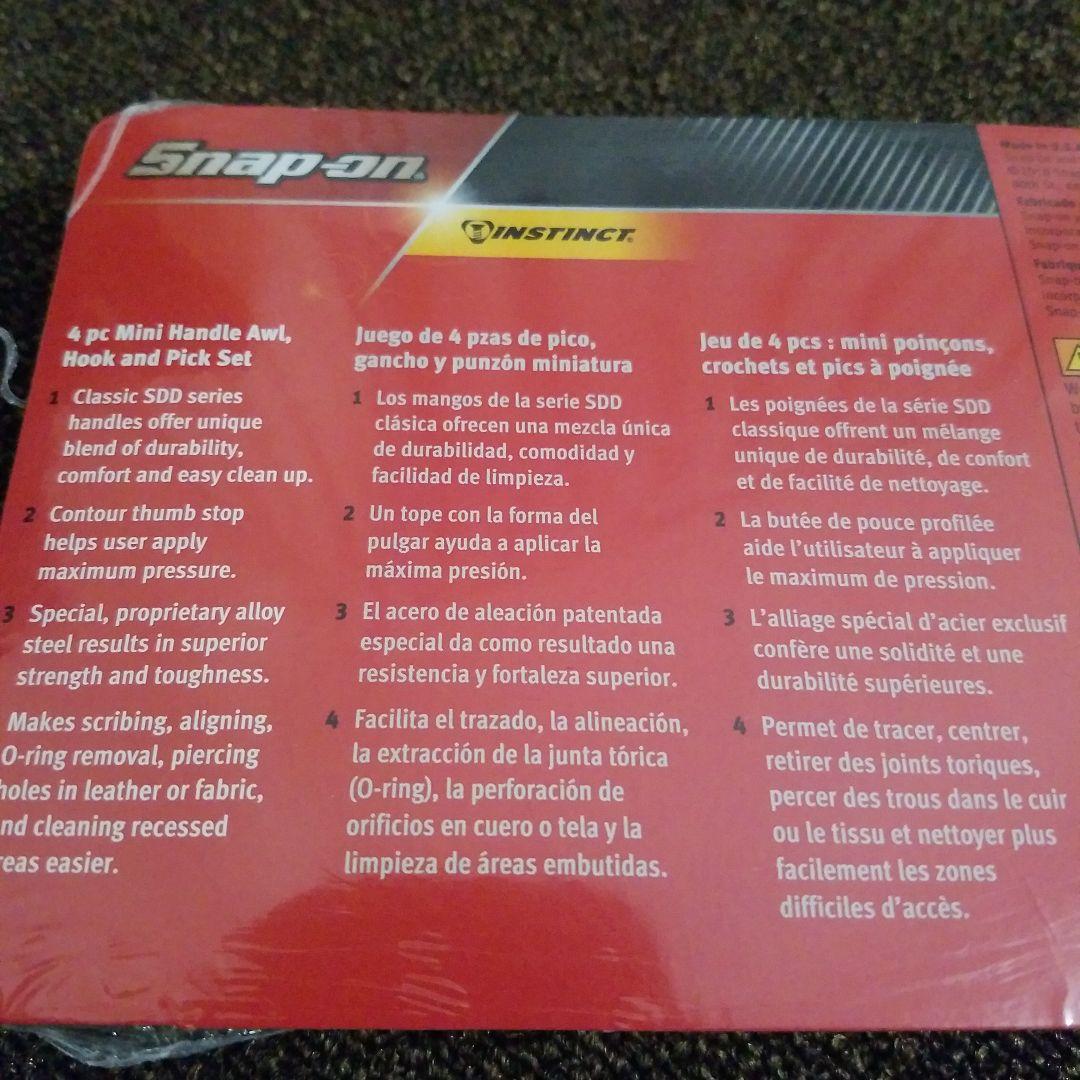 Snap-on
INSTINCT
4 pc Mini Handle Awl,
Hook and Pick Set
1 Classic SDD series
handles offer unique
blend of durability,
comfort and easy clean up.
2 Contour thumb stop
helps user apply
maximum pressure.
3 Special, proprietary alloy
steel results in superior
strength and toughness.
Makes scribing, aligning,
O-ring removal, piercing
holes in leather or fabric,
nd cleaning recessed
reas easier.
Juego de 4 pzas de pico,
gancho y punzón miniatura
1 Los mangos de la serie SDD
clásica ofrecen una mezcla única
de durabilidad, comodidad y
facilidad de limpieza.
2 Un tope con la forma del
pulgar ayuda a aplicar la
máxima presión.
3 El acero de aleación patentada
especial da como resultado una
resistencia y fortaleza superior.
4 Facilita el trazado, la alineación,
la extracción de la junta tórica
(O-ring), la perforación de
orificios en cuero o tela y la
limpieza de áreas embutidas.
Jeu de 4 pcs : mini poinçons,
crochets et pics à poignée
1 Les poignées de la série SDD
classique offrent un mélange
unique de durabilité, de confort
et de facilité de nettoyage.
2 La butée de pouce profilée
aide l'utilisateur à appliquer
le maximum de pression.
3 L'alliage spécial d'acier exclusif
confère une solidité et une
durabilité supérieures.
4 Permet de tracer, centrer,
retirer des joints toriques,
percer des trous dans le cuir
ou le tissu et nettoyer plus
facilement les zones
difficiles d'accès.
Made in U.S.A
Fabricado
Snap-on